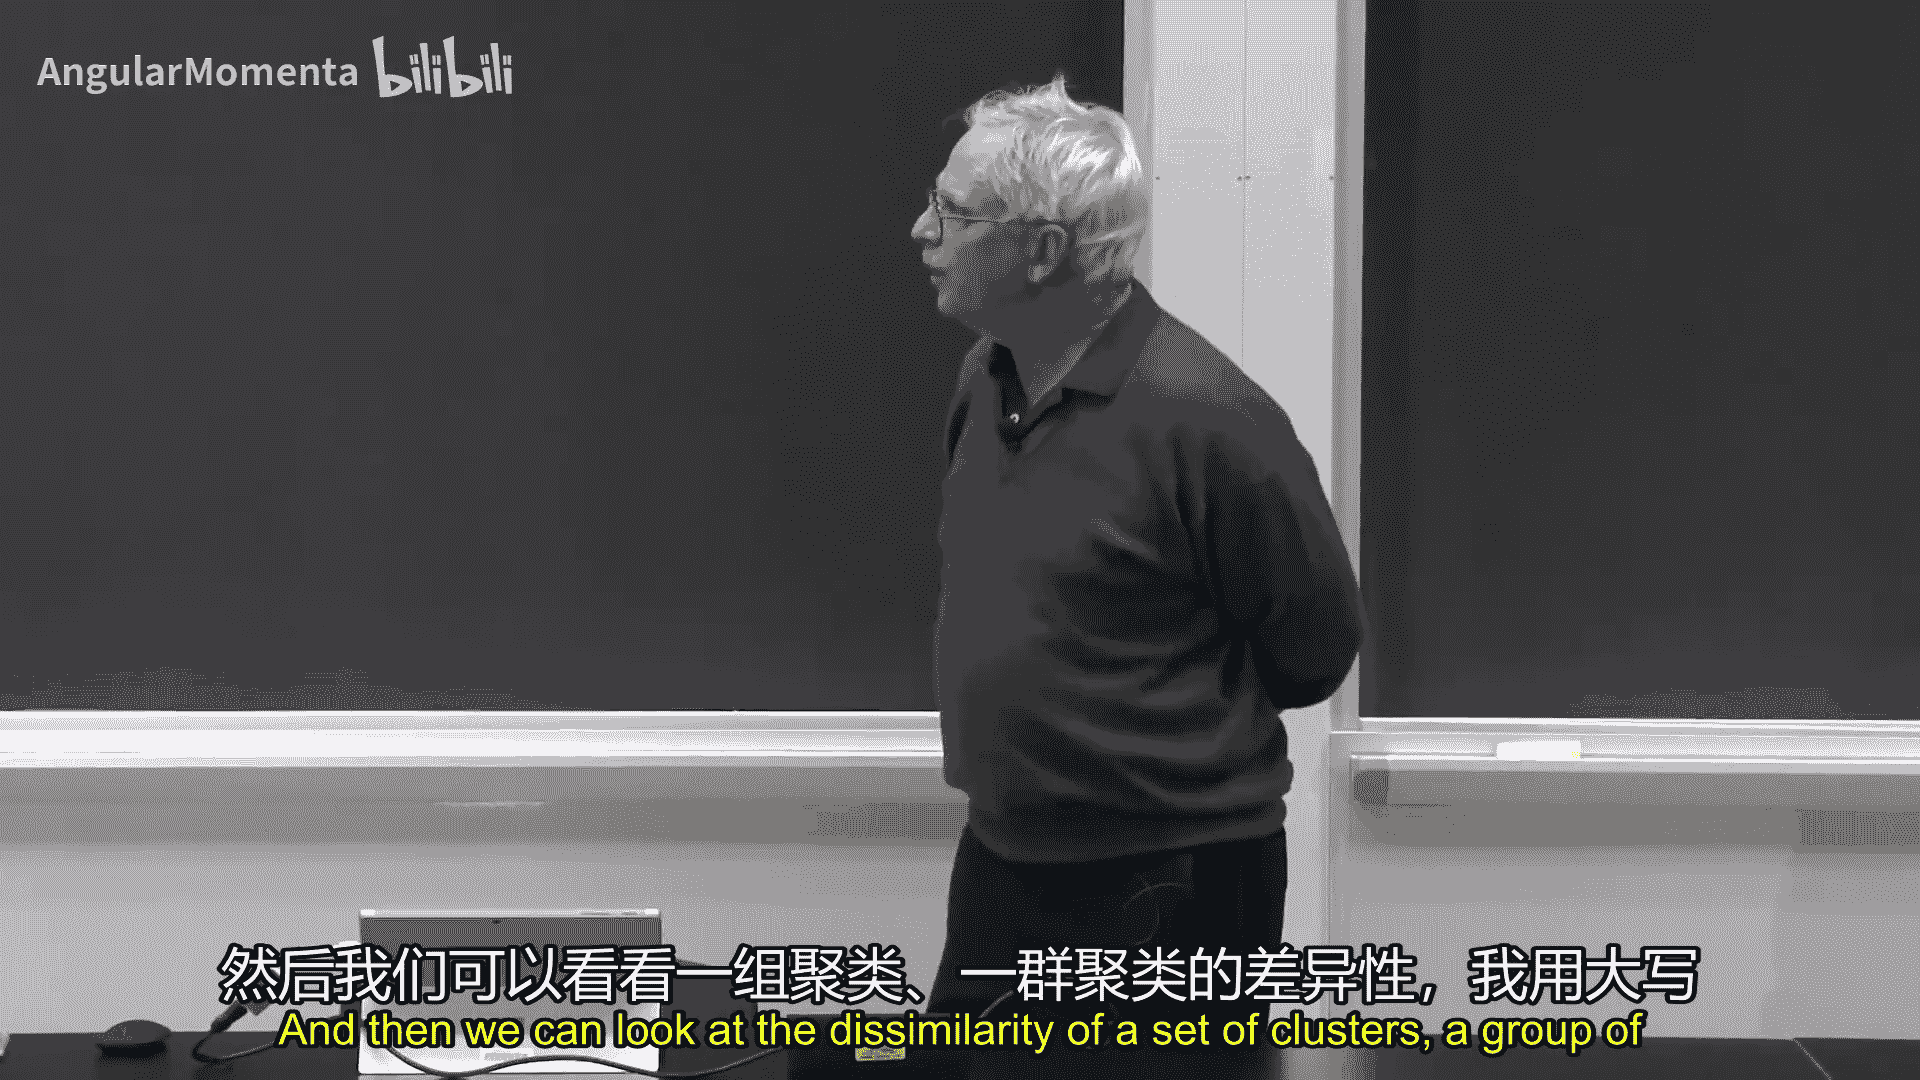 AngularMomenta bilibili
然后我们可以看看一组聚类、一群聚类的差异性，我用大写
And then we can look at the dissimilarity of a set of clusters, a group of